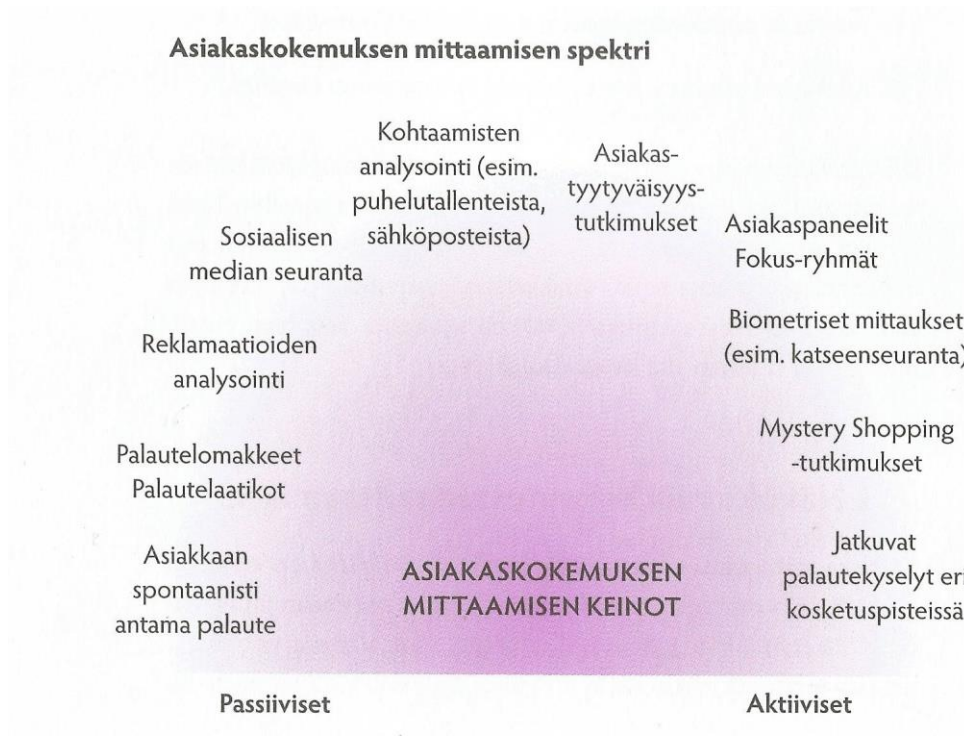 Asiakaskokemuksen mittaamisen spektri
Kohtaamisten
analysointi (esim.
puhelutallenteista,
sähköposteista)
Asiakas-
tyytyväisyys-
tutkimukset
Sosiaalisen
median seuranta
Asiakaspaneelit
Fokus-ryhmät
Reklamaatioiden
analysointi
Biometriset mittaukset
(esim. katseenseuranta)
Palautelomakkeet
Palautelaatikot
Mystery Shopping
-tutkimukset
Asiakkaan
spontaanisti
antama palaute
ASIAKASKOKEMUKSEN
MITTAAMISEN KEINOT
Jatkuvat
palautekyselyt eri
kosketuspisteissä
Passiiviset
Aktiiviset